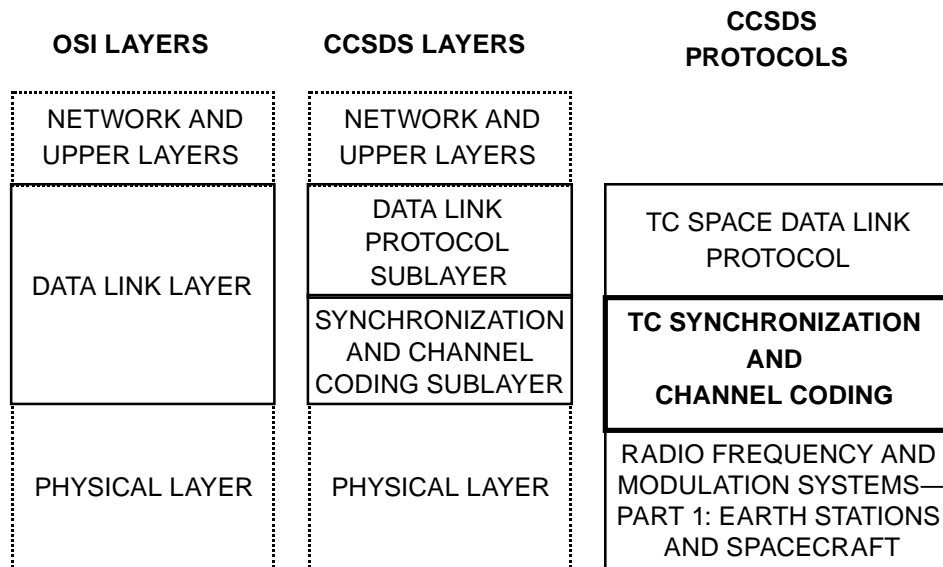 OSI LAYERS
CCSDS LAYERS
CCSDS
PROTOCOLS
NETWORK AND
UPPER LAYERS
NETWORK AND
UPPER LAYERS
DATA LINK LAYER
DATA LINK
PROTOCOL
SUBLAYER
TC SPACE DATA LINK
PROTOCOL
SYNCHRONIZATION
AND CHANNEL
CODING SUBLAYER
TC SYNCHRONIZATION
AND
CHANNEL CODING
PHYSICAL LAYER
PHYSICAL LAYER
RADIO FREQUENCY AND
MODULATION SYSTEMS—
PART 1: EARTH STATIONS
AND SPACECRAFT